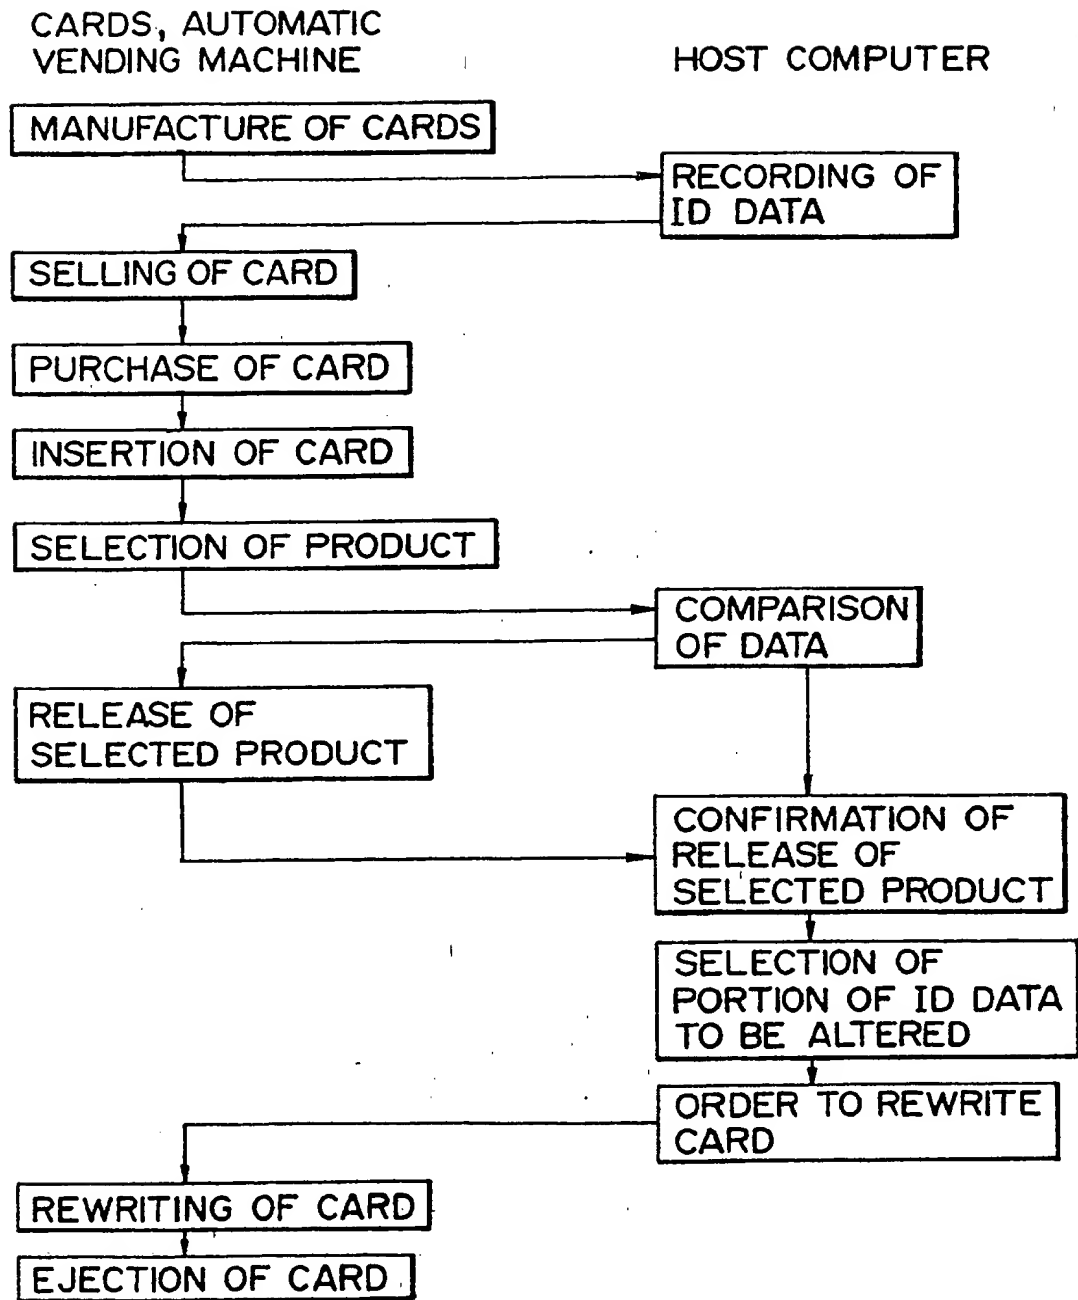 CARDS, AUTOMATIC
VENDING MACHINE
HOST COMPUTER
MANUFACTURE OF CARDS
RECORDING OF
ID DATA
SELLING OF CARD
PURCHASE OF CARD
INSERTION OF CARD
SELECTION OF PRODUCT
COMPARISON
OF DATA
RELEASE OF
SELECTED PRODUCT
CONFIRMATION OF
RELEASE OF
SELECTED PRODUCT
SELECTION OF
PORTION OF ID DATA
TO BE ALTERED
ORDER TO REWRITE
CARD
REWRITING OF CARD
EJECTION OF CARD